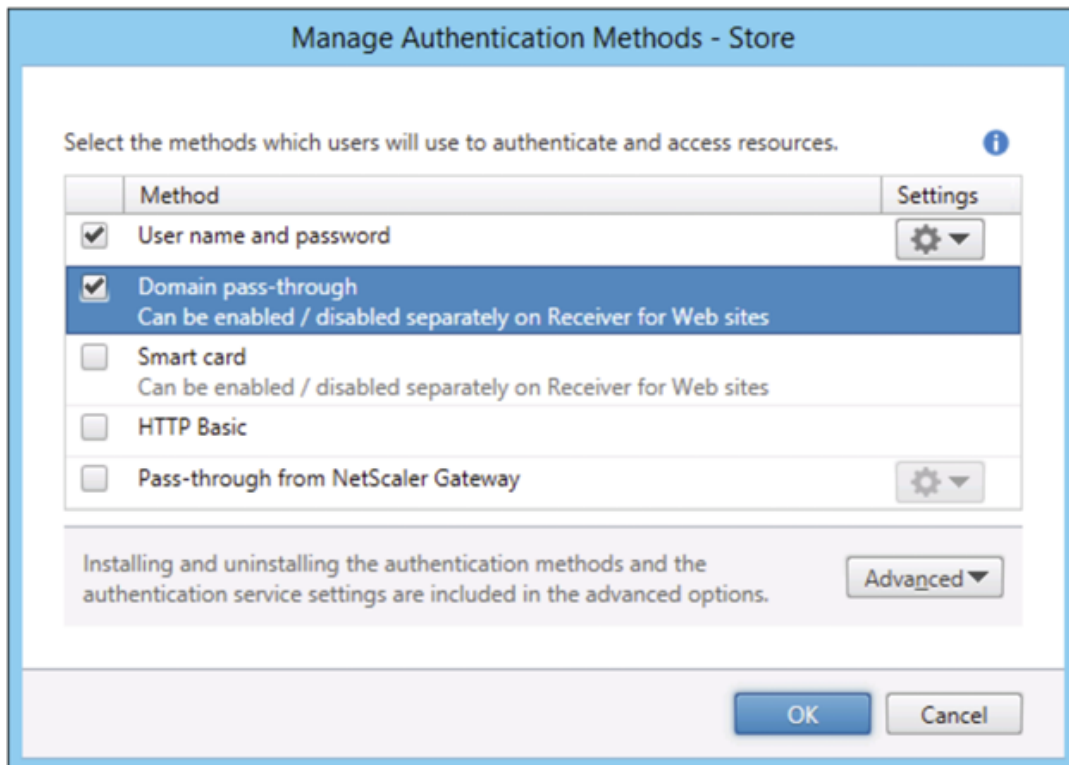 Manage Authentication Methods - Store
Select the methods which users will use to authenticate and access resources.
Method Settings
User name and password
Domain pass-through
Can be enabled / disabled separately on Receiver for Web sites
Smart card
Can be enabled / disabled separately on Receiver for Web sites
HTTP Basic
Pass-through from NetScaler Gateway
Installing and uninstalling the authentication methods and the
authentication service settings are included in the advanced options.
Advanced
OK Cancel